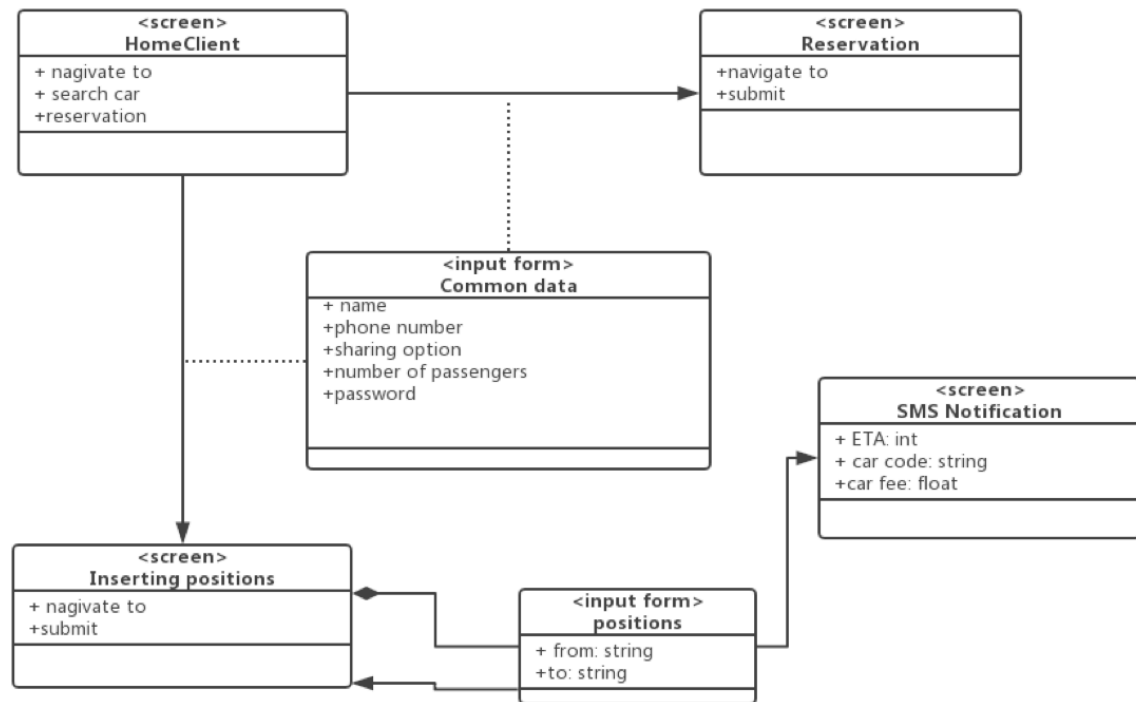 <screen>
HomeClient
+ nagivate to
+ search car
+reservation
<screen>
Reservation
+navigate to
+submit
<input form>
Common data
+ name
+phone number
+sharing option
+number of passengers
+password
<screen>
SMS Notification
+ ETA: int
+ car code: string
+car fee: float
<screen>
Inserting positions
+ nagivate to
+submit
<input form>
positions
+ from: string
+to: string